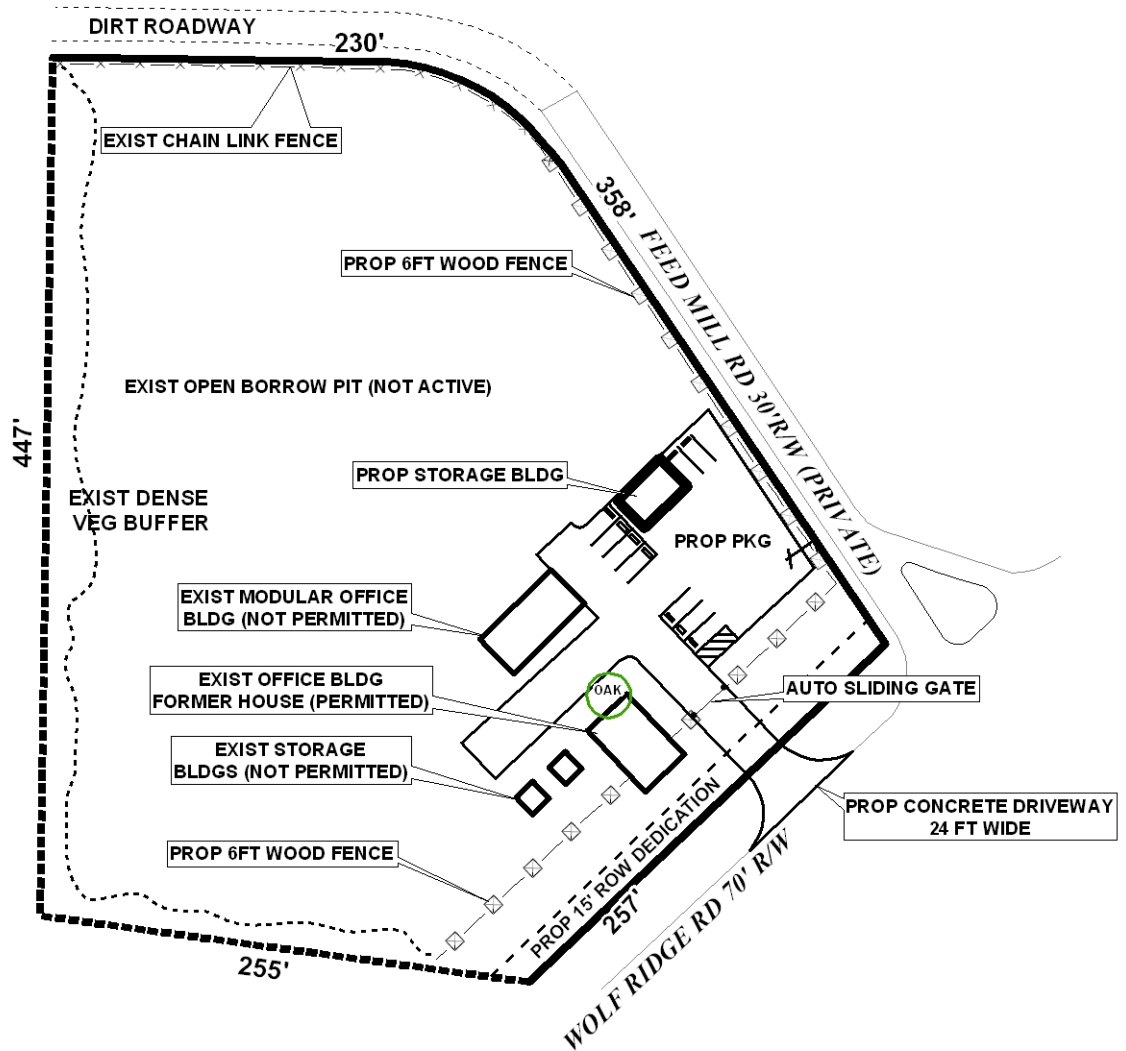 DIRT ROADWAY
230'
EXIST CHAIN LINK FENCE
358'
FEED MILL RD 30'R/W (PRIVATE)
PROP 6FT WOOD FENCE
EXIST OPEN BORROW PIT (NOT ACTIVE)
447'
PROP STORAGE BLDG
EXIST DENSE
VEG BUFFER
PROP PKG
EXIST MODULAR OFFICE
BLDG (NOT PERMITTED)
EXIST OFFICE BLDG
FORMER HOUSE (PERMITTED)
OAK
AUTO SLIDING GATE
EXIST STORAGE
BLDGS (NOT PERMITTED)
PROP CONCRETE DRIVEWAY
24 FT WIDE
PROP 6FT WOOD FENCE
PROP 15' ROW DEDICATION
257'
WOLF RIDGE RD 70' R/W
255'